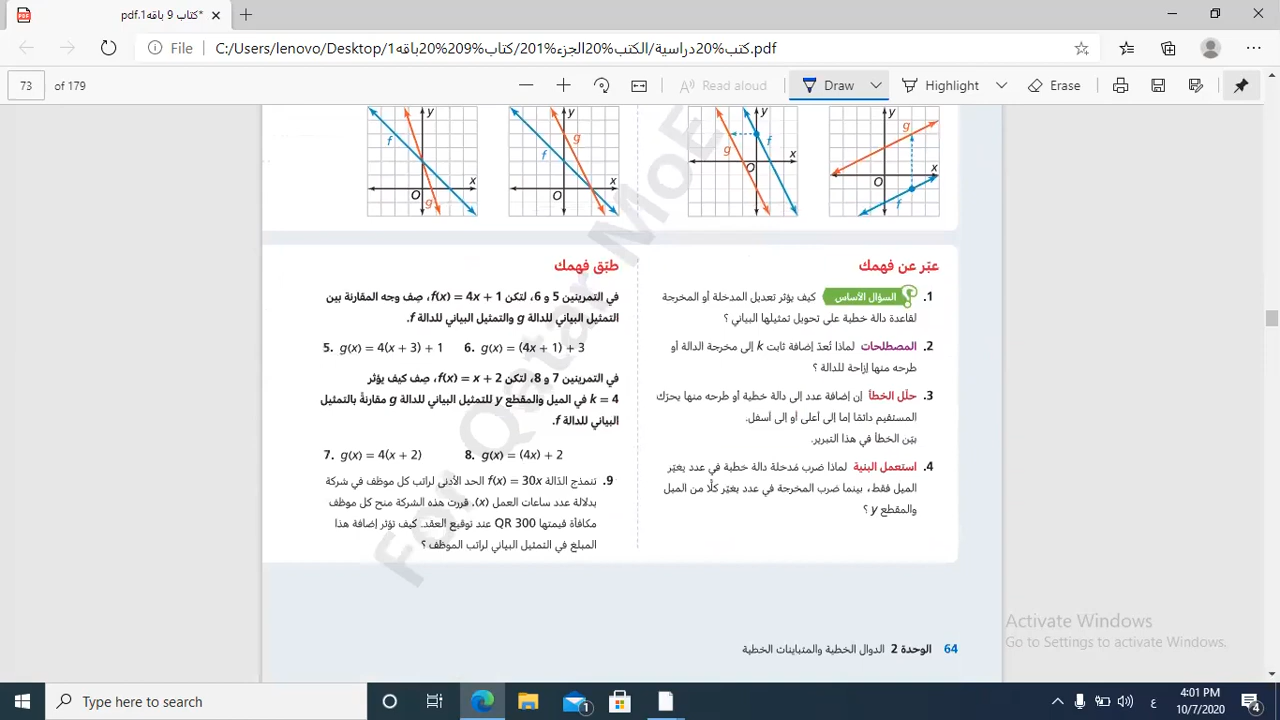 كتاب 9 باقه1.pdf*
File C:/Users/lenovo/Desktop/كتب%20دراسية/الكتب%20الجزء%201/كتاب%209%20باقه1.pdf
73 of 179 Read aloud Draw Highlight Erase
y f O x g
y g f O x
y f g O x
y g O x f
For Qatar MOE
عبّر عن فهمك
1. السؤال الأساس كيف يؤثر تعديل المدخلة أو المخرجة
لقاعدة دالة خطية على تحويل تمثيلها البياني ؟
2. المصطلحات لماذا تُعدّ إضافة ثابت k إلى مخرجة الدالة أو
طرحه منها إزاحة للدالة ؟
3. حلّل الخطأ إن إضافة عدد إلى دالة خطية أو طرحه منها يحرّك
المستقيم دائمًا إما إلى أعلى أو إلى أسفل.
بيّن الخطأ في هذا التبرير.
4. استعمل البنية لماذا ضرب مُدخلة دالة خطية في عدد يغيّر
الميل فقط، بينما ضرب المخرجة في عدد يغيّر كلًّا من الميل
والمقطع y ؟
طبّق فهمك
في التمرينين 5 و 6، لتكن f(x) = 4x + 1، صِف وجه المقارنة بين
التمثيل البياني للدالة g والتمثيل البياني للدالة f.
5. g(x) = 4(x + 3) + 1 6. g(x) = (4x + 1) + 3
في التمرينين 7 و 8، لتكن f(x) = x + 2، صِف كيف يؤثر
k = 4 في الميل والمقطع y للتمثيل البياني للدالة g مقارنةً بالتمثيل
البياني للدالة f.
7. g(x) = 4(x + 2) 8. g(x) = (4x) + 2
9. تنمذج الدّالة f(x) = 30x الحد الأدنى لراتب كل موظف في شركة
بدلالة عدد ساعات العمل (x). قررت هذه الشركة منح كل موظف
مكافأة قيمتها QR 300 عند توقيع العقد. كيف تؤثر إضافة هذا
المبلغ في التمثيل البياني لراتب الموظف ؟
64 الوحدة 2 الدوال الخطية والمتباينات الخطية
Activate Windows
Go to Settings to activate Windows.
Type here to search
1
ع
4:01 PM
10/7/2020
4